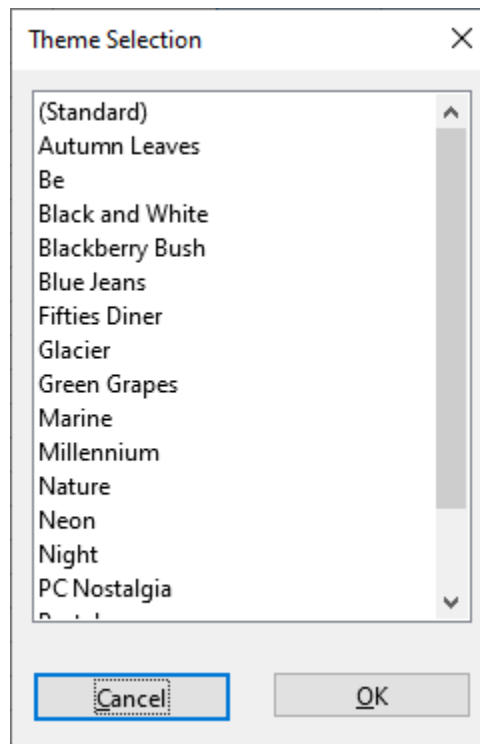 Theme Selection
(Standard)
Autumn Leaves
Be
Black and White
Blackberry Bush
Blue Jeans
Fifties Diner
Glacier
Green Grapes
Marine
Millennium
Nature
Neon
Night
PC Nostalgia
Cancel
OK